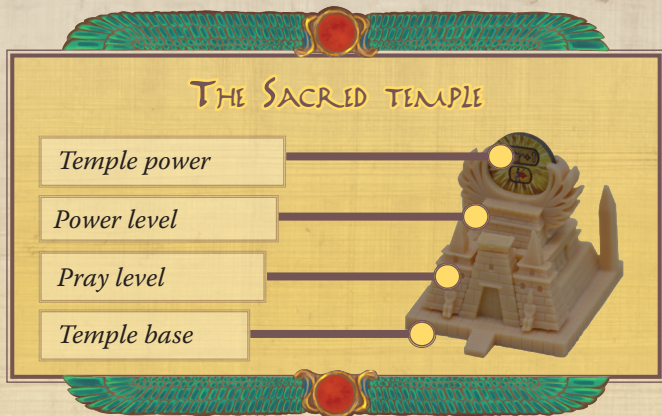 The Sacred temple
Temple power
Power level
Pray level
Temple base